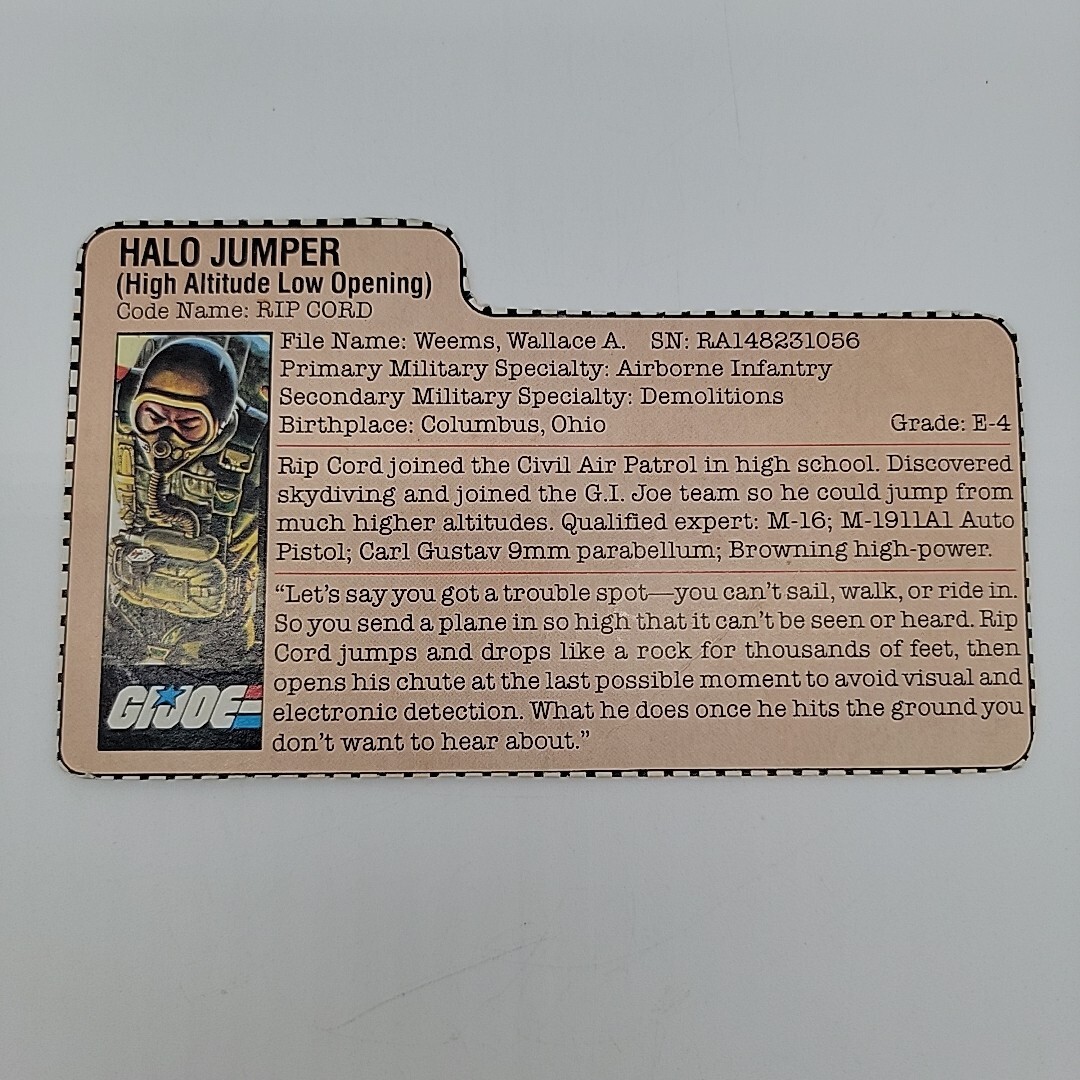 HALO JUMPER
(High Altitude Low Opening)
Code Name: RIP CORD
File Name: Weems, Wallace A. SN: RA148231056
Primary Military Specialty: Airborne Infantry
Secondary Military Specialty: Demolitions
Birthplace: Columbus, Ohio Grade: E-4
Rip Cord joined the Civil Air Patrol in high school. Discovered
skydiving and joined the G.I. Joe team so he could jump from
much higher altitudes. Qualified expert: M-16; M-1911A1 Auto
Pistol; Carl Gustav 9mm parabellum; Browning high-power.
"Let's say you got a trouble spot—you can't sail, walk, or ride in.
So you send a plane in so high that it can't be seen or heard. Rip
Cord jumps and drops like a rock for thousands of feet, then
opens his chute at the last possible moment to avoid visual and
electronic detection. What he does once he hits the ground you
don't want to hear about."
GI JOE